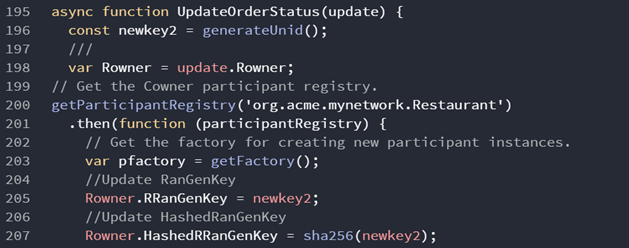 195 async function UpdateOrderStatus(update) {
196 const newkey2 = generateUnid();
197 ///
198 var Rowner = update.Rowner;
199 // Get the Cowner participant registry.
200 getParticipantRegistry('org.acme.mynetwork.Restaurant')
201 .then(function (participantRegistry) {
202 // Get the factory for creating new participant instances.
203 var pfactory = getFactory();
204 //Update RanGenKey
205 Rowner.RRanGenKey = newkey2;
206 //Update HashedRanGenKey
207 Rowner.HashedRRanGenKey = sha256(newkey2);